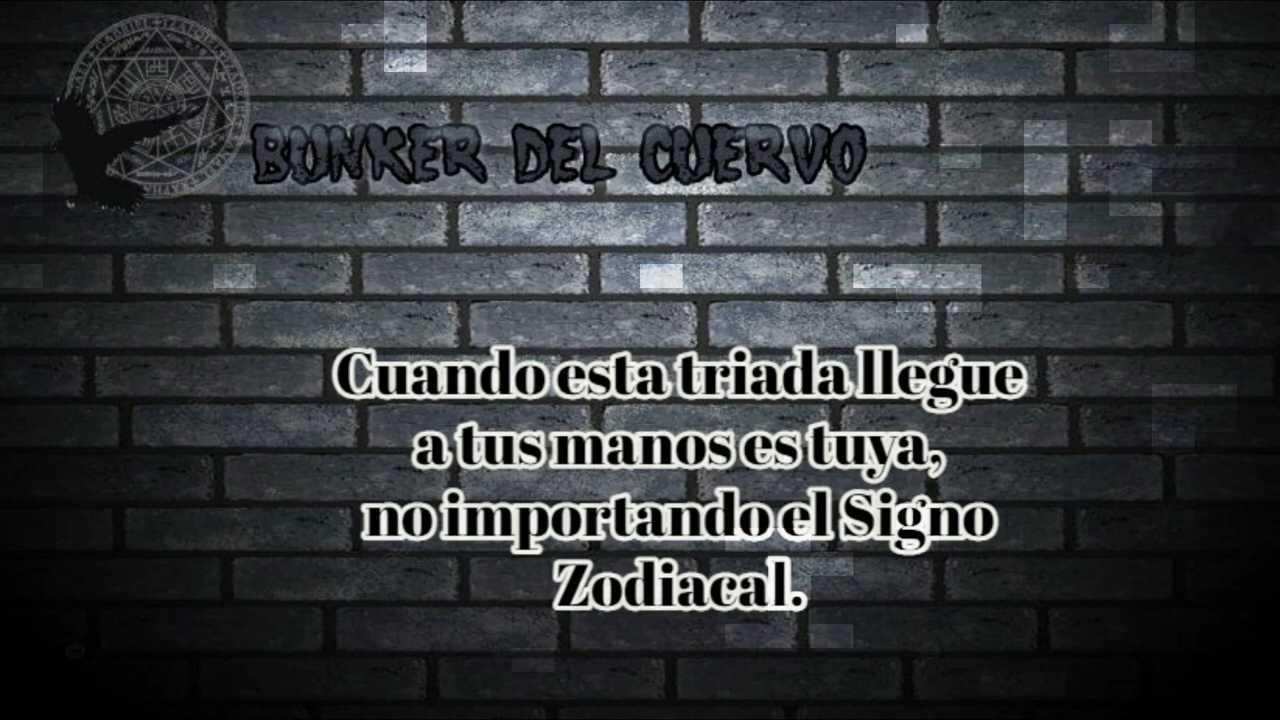 BUNKER DEL CUERVO
Cuando esta triada llegue
a tus manos es tuya,
no importando el Signo
Zodiacal.